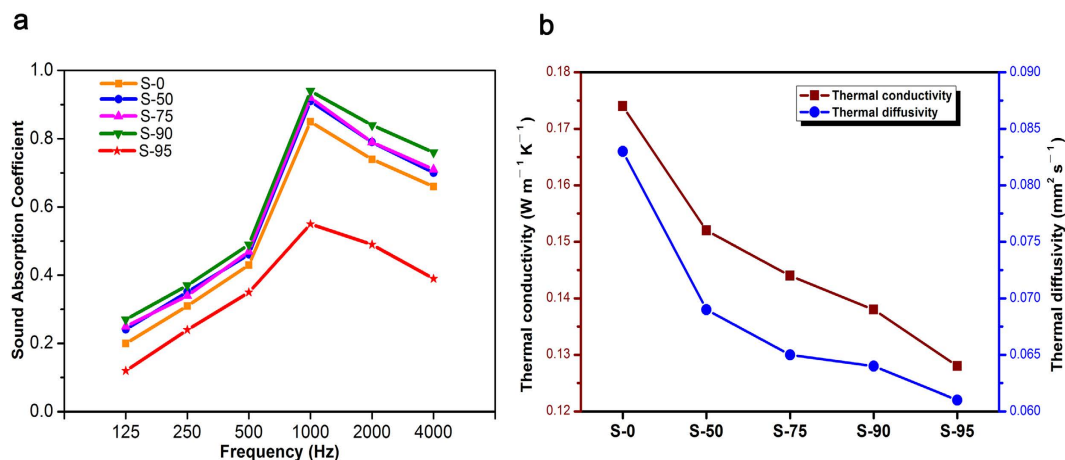 a
Sound Absorption Coefficient
1.0
0.8
0.6
0.4
0.2
0.0
S-0
S-50
S-75
S-90
S-95
125 250 500 1000 2000 4000
Frequency (Hz)
b
Thermal conductivity (W m⁻¹ K⁻¹)
0.18
0.17
0.16
0.15
0.14
0.13
0.12
Thermal conductivity
Thermal diffusivity
S-0 S-50 S-75 S-90 S-95
0.090
0.085
0.080
0.075
0.070
0.065
0.060
Thermal diffusivity (mm² s⁻¹)